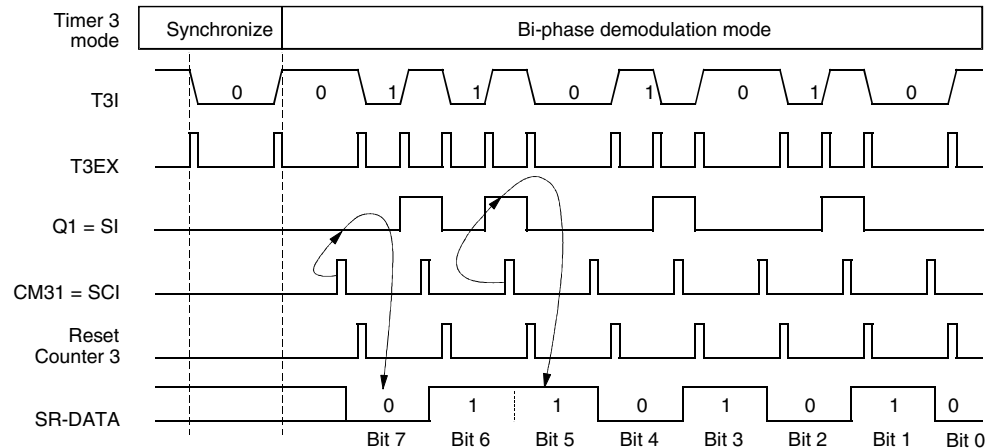 Timer 3
mode
Synchronize
Bi-phase demodulation mode
T3I
0 0 1 1 0 1 0 1 0
T3EX
Q1 = SI
CM31 = SCI
Reset
Counter 3
SR-DATA
0 1 1 0 1 0 1 0
Bit 7 Bit 6 Bit 5 Bit 4 Bit 3 Bit 2 Bit 1 Bit 0